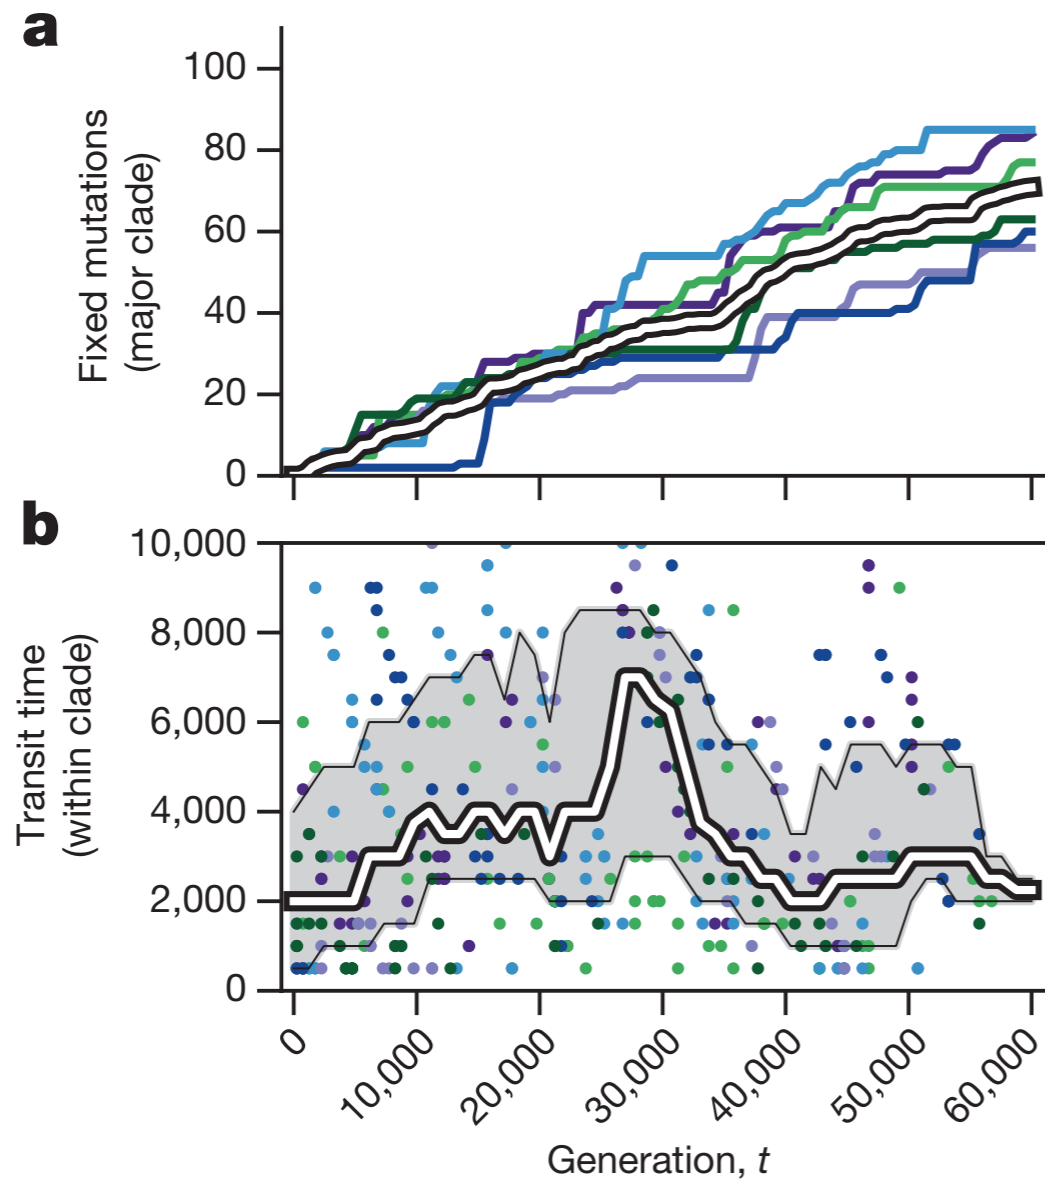 a
Fixed mutations
(major clade)
100
80
60
40
20
0
b
Transit time
(within clade)
10,000
8,000
6,000
4,000
2,000
0
0
10,000
20,000
30,000
40,000
50,000
60,000
Generation, t